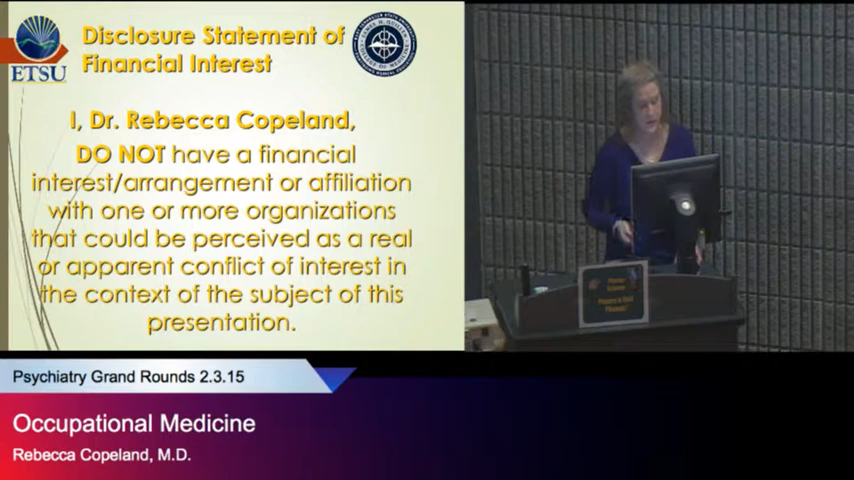 Disclosure Statement of
Financial Interest
ETSU
I, Dr. Rebecca Copeland,
DO NOT have a financial
interest/arrangement or affiliation
with one or more organizations
that could be perceived as a real
or apparent conflict of interest in
the context of the subject of this
presentation.
Psychiatry Grand Rounds 2.3.15
Occupational Medicine
Rebecca Copeland, M.D.